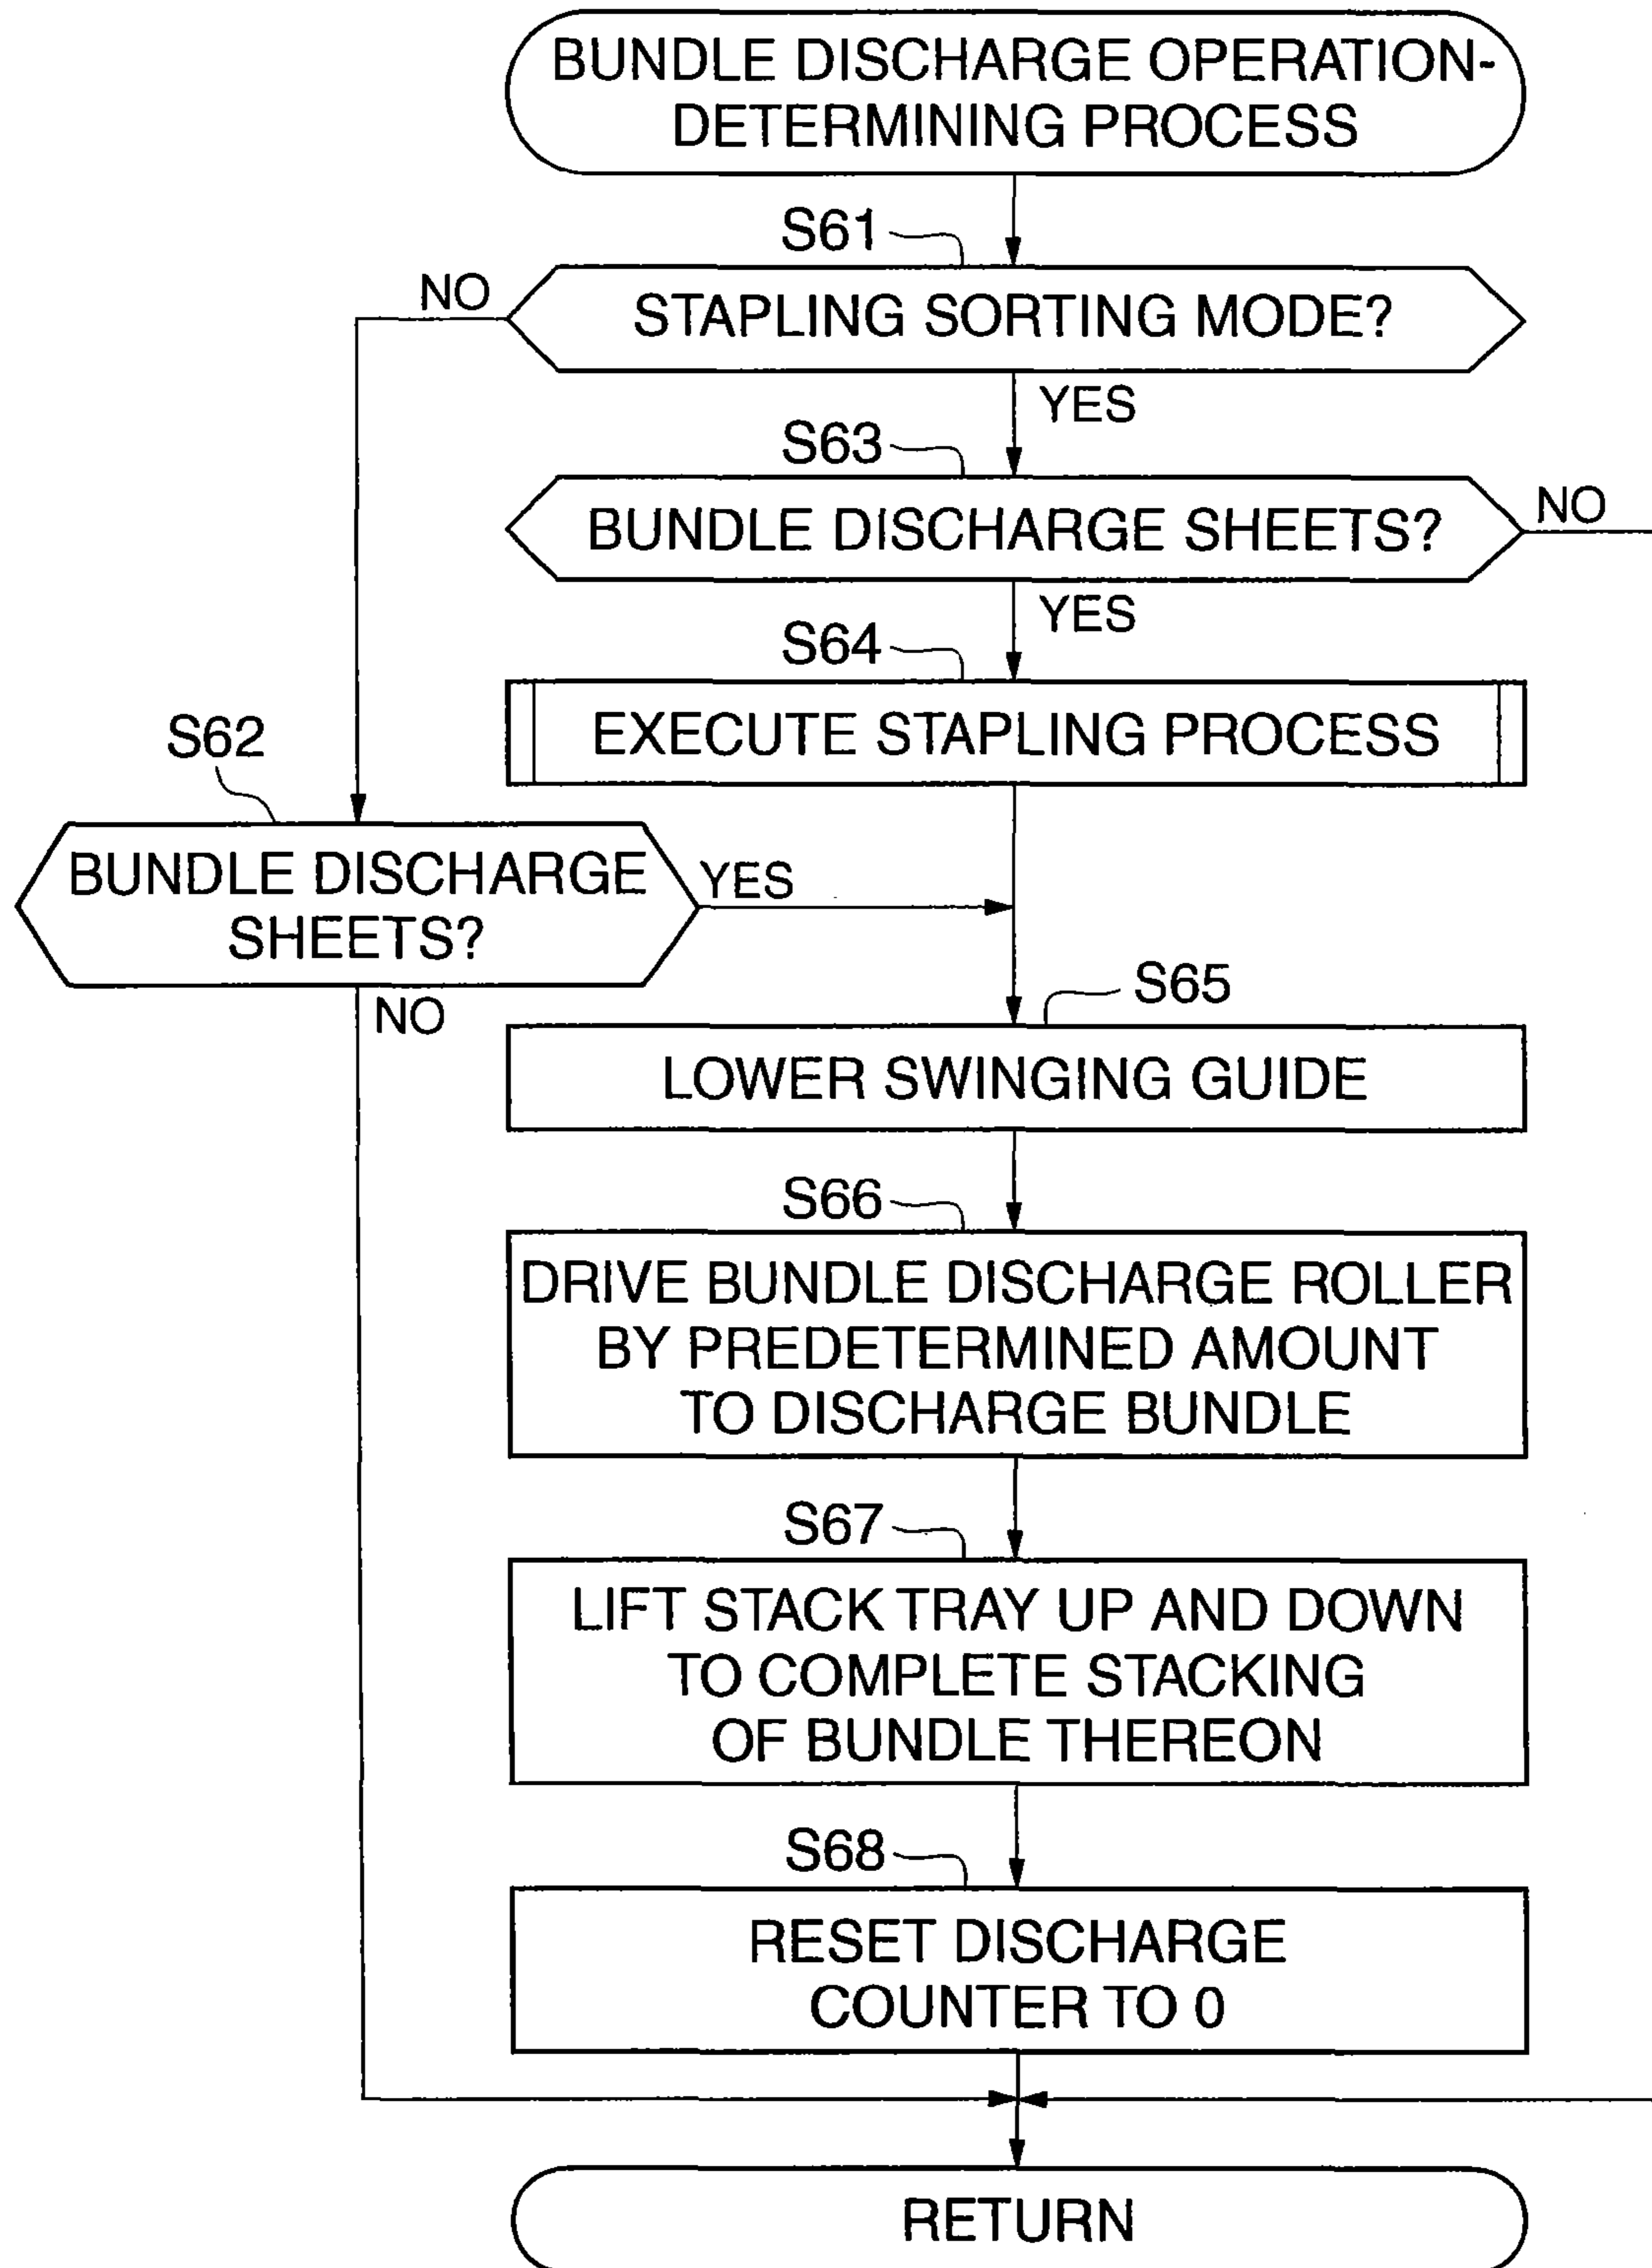 BUNDLE DISCHARGE OPERATION-
DETERMINING PROCESS
S61
NO
STAPLING SORTING MODE?
YES
S63
BUNDLE DISCHARGE SHEETS?
NO
YES
S64
EXECUTE STAPLING PROCESS
S62
BUNDLE DISCHARGE
SHEETS?
YES
NO
S65
LOWER SWINGING GUIDE
S66
DRIVE BUNDLE DISCHARGE ROLLER
BY PREDETERMINED AMOUNT
TO DISCHARGE BUNDLE
S67
LIFT STACK TRAY UP AND DOWN
TO COMPLETE STACKING
OF BUNDLE THEREON
S68
RESET DISCHARGE
COUNTER TO 0
RETURN